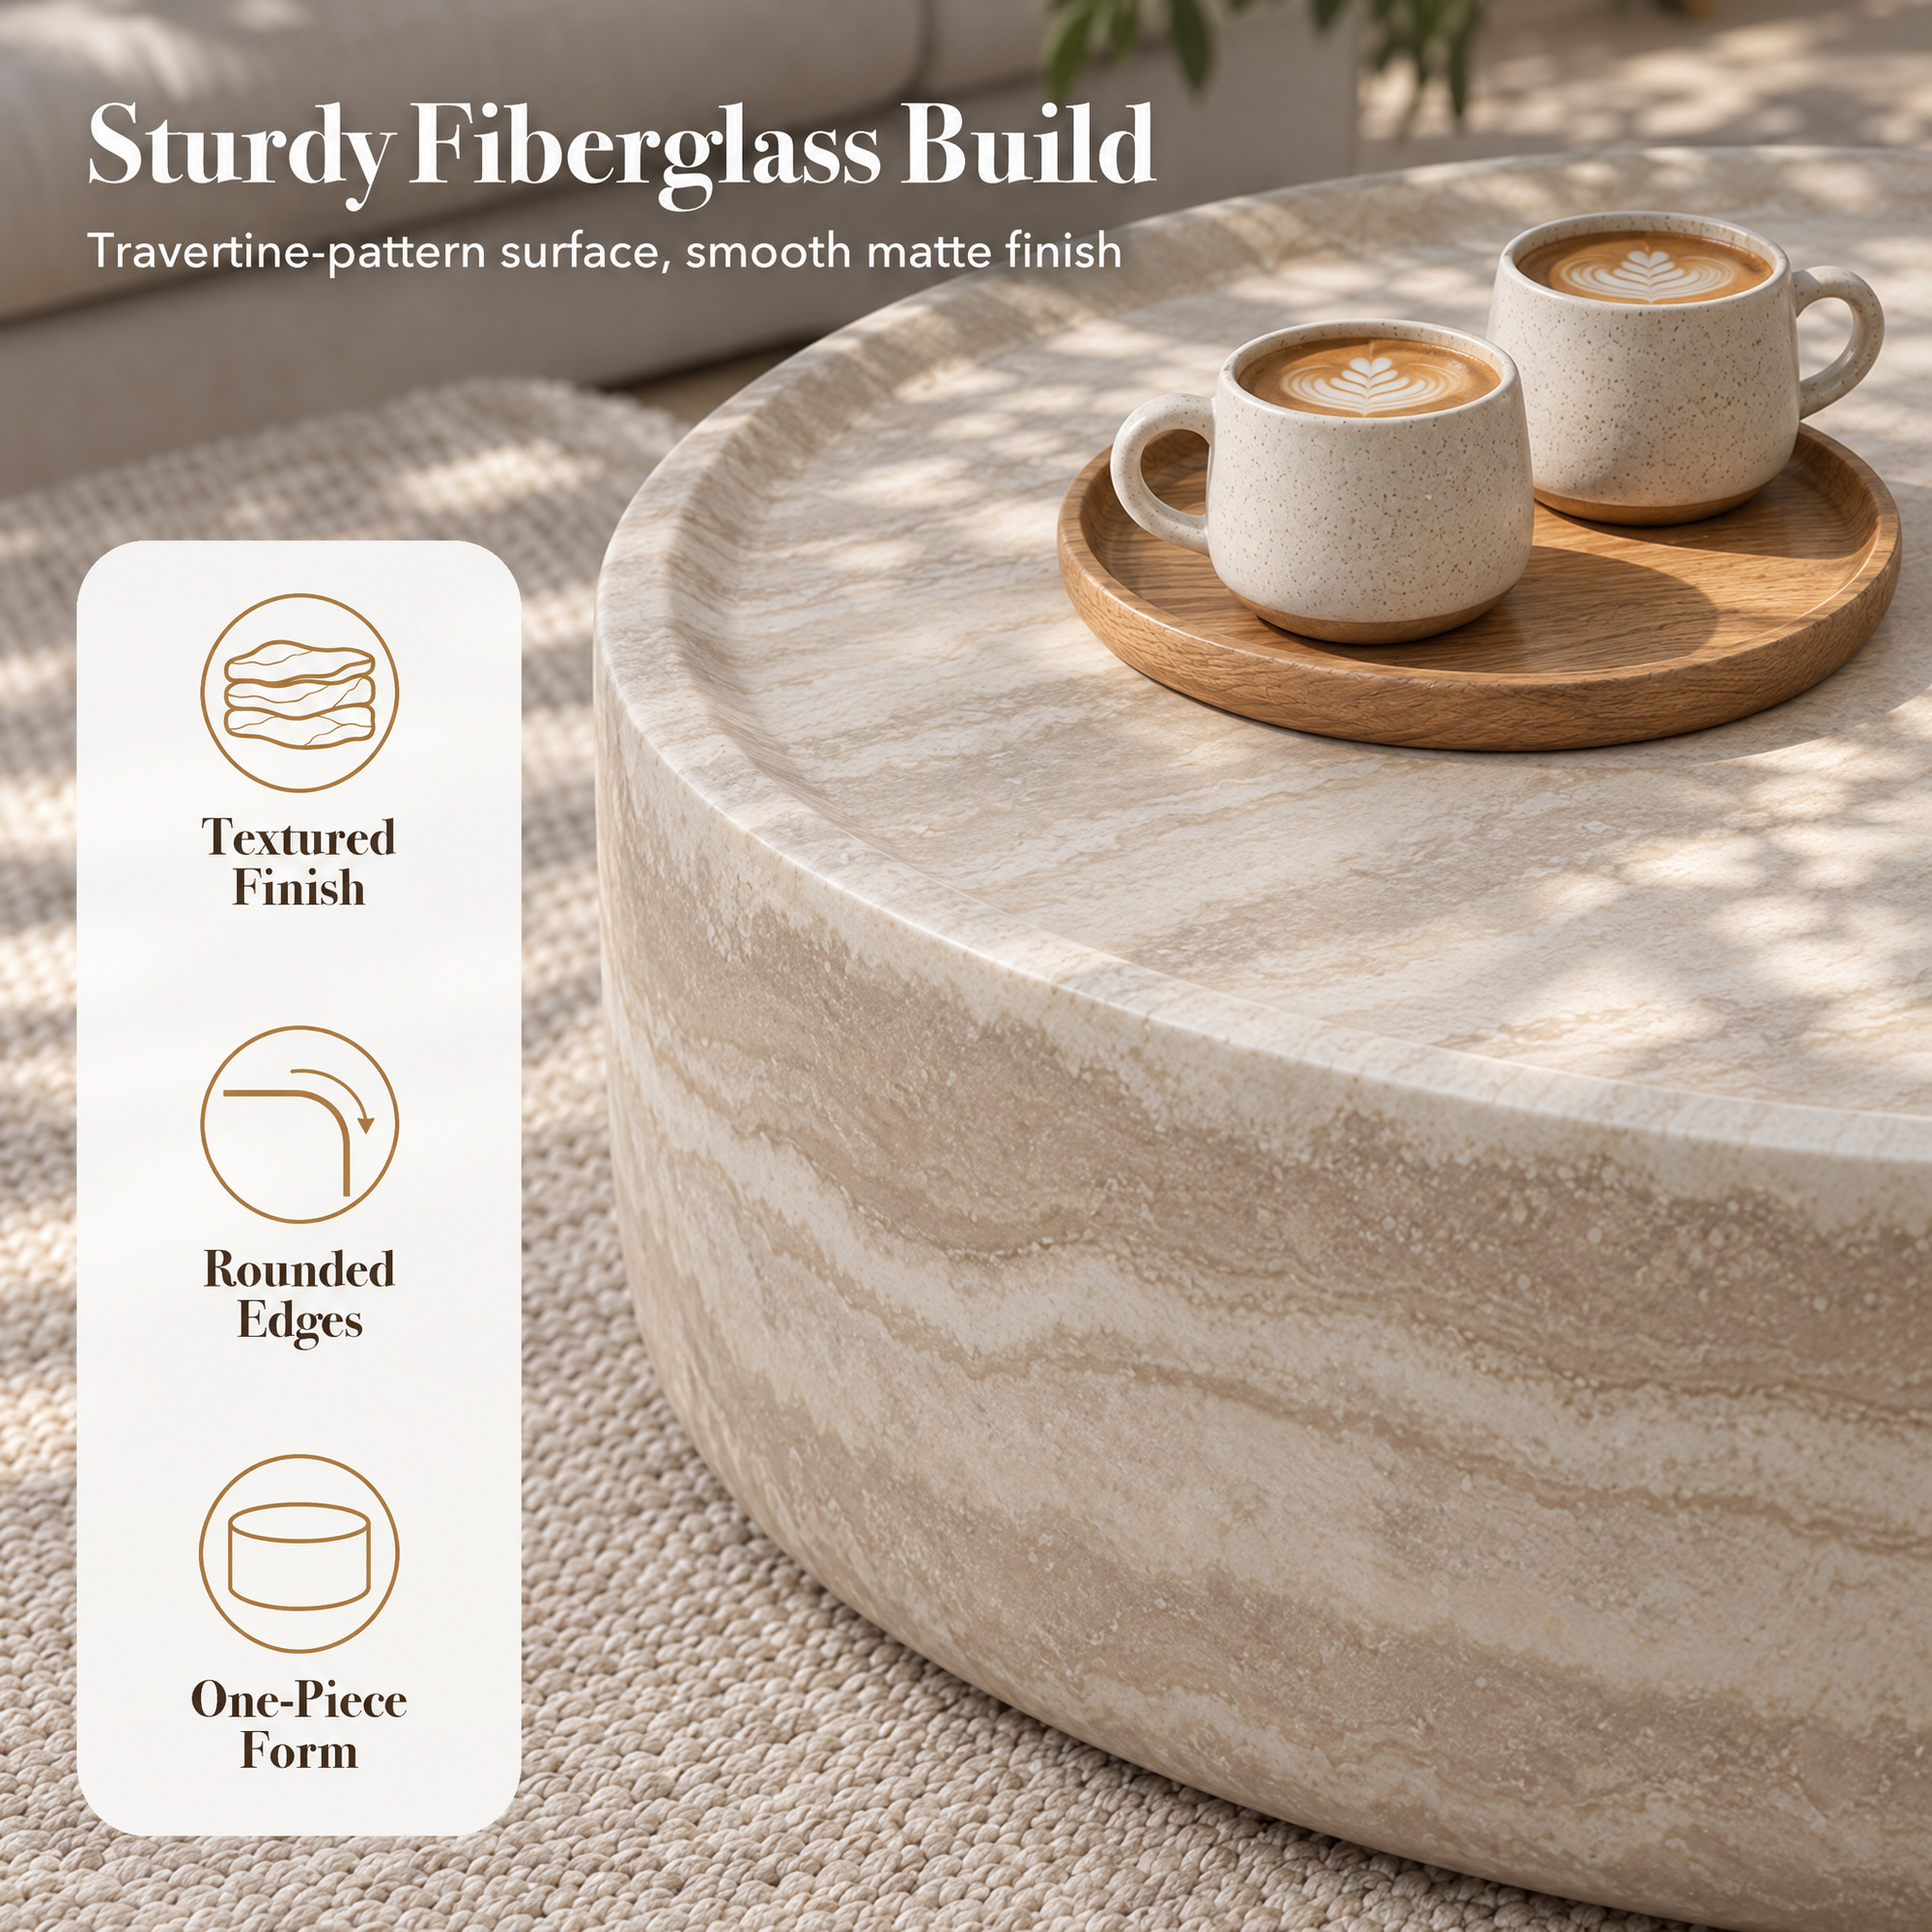 Sturdy Fiberglass Build
Travertine-pattern surface, smooth matte finish
Textured
Finish
Rounded
Edges
One-Piece
Form